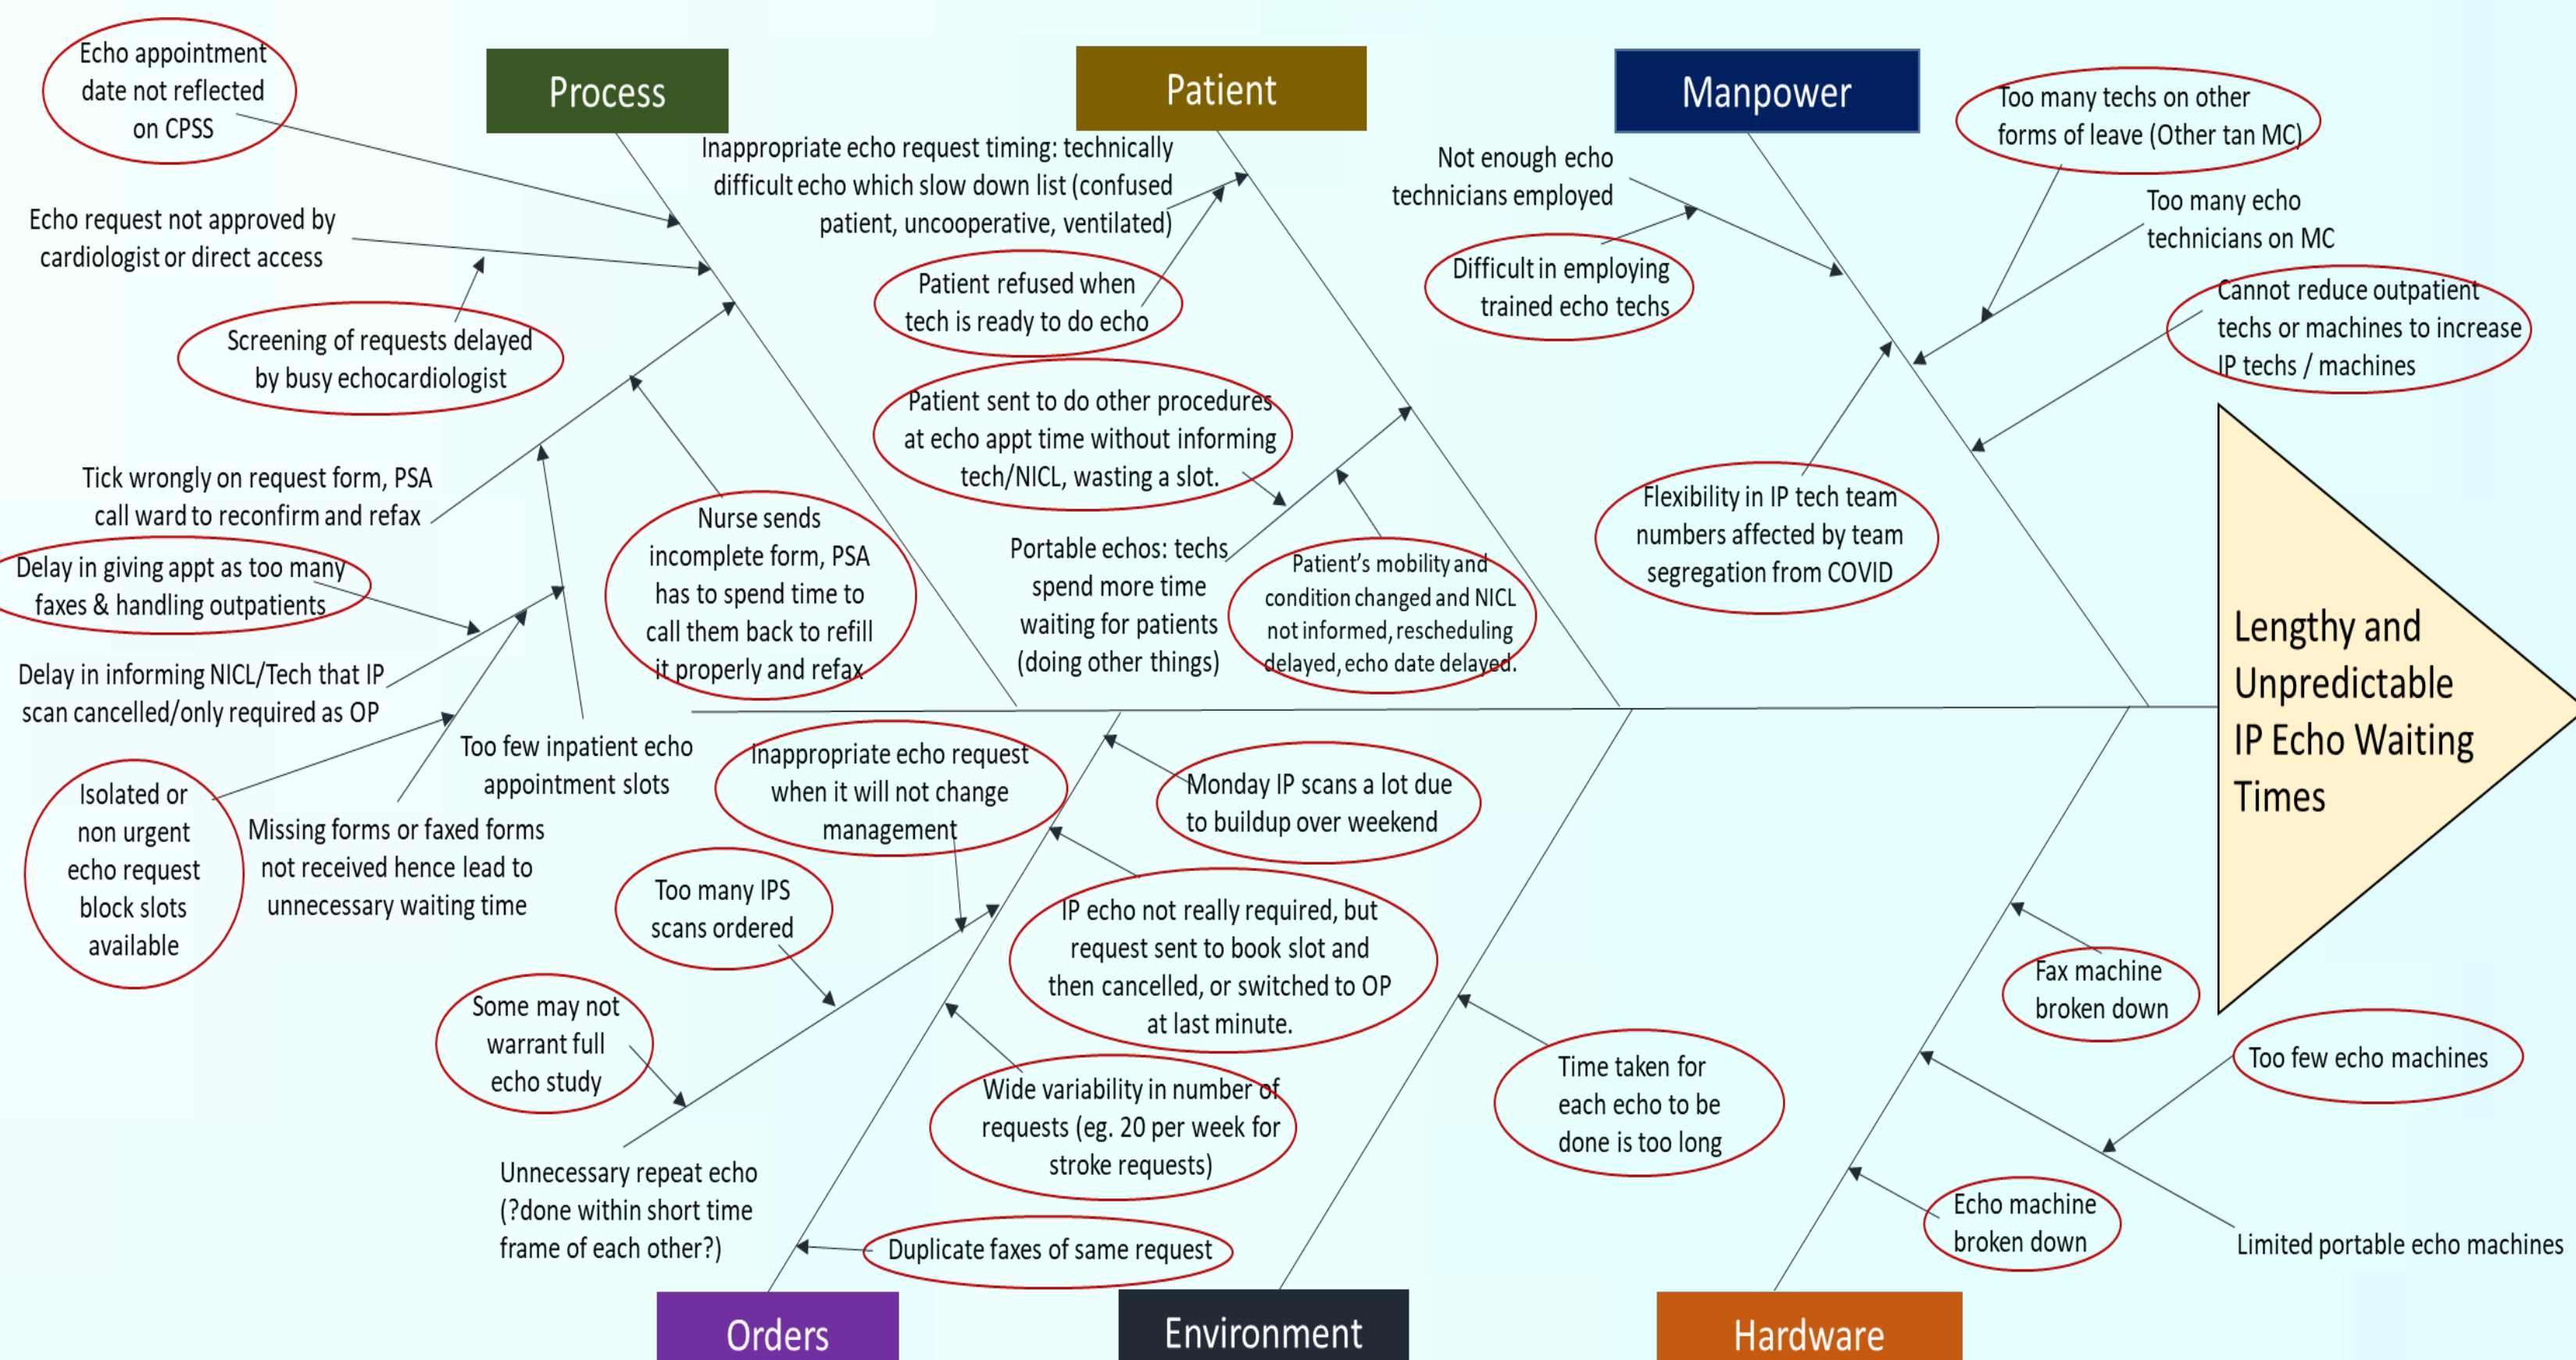 Echo appointment
date not reflected
on CPSS
Process
Patient
Manpower
Too many techs on other
forms of leave (Other tan MC)
Inappropriate echo request timing: technically
difficult echo which slow down list (confused
patient, uncooperative, ventilated)
Not enough echo
technicians employed
Too many echo
technicians on MC
Echo request not approved by
cardiologist or direct access
Patient refused when
tech is ready to do echo
Difficult in employing
trained echo techs
Cannot reduce outpatient
techs or machines to increase
IP techs / machines
Screening of requests delayed
by busy echocardiologist
Patient sent to do other procedures
at echo appt time without informing
tech/NICL, wasting a slot.
Tick wrongly on request form, PSA
call ward to reconfirm and refax
Nurse sends
incomplete form, PSA
has to spend time to
call them back to refill
it properly and refax
Portable echos: techs
spend more time
waiting for patients
(doing other things)
Patient's mobility and
condition changed and NICL
not informed, rescheduling
delayed, echo date delayed.
Flexibility in IP tech team
numbers affected by team
segregation from COVID
Delay in giving appt as too many
faxes & handling outpatients
Delay in informing NICL/Tech that IP
scan cancelled/only required as OP
Too few inpatient echo
appointment slots
Isolated or
non urgent
echo request
block slots
available
Missing forms or faxed forms
not received hence lead to
unnecessary waiting time
Lengthy and
Unpredictable
IP Echo Waiting
Times
Inappropriate echo request
when it will not change
management
Monday IP scans a lot due
to buildup over weekend
Too many IPS
scans ordered
IP echo not really required, but
request sent to book slot and
then cancelled, or switched to OP
at last minute.
Some may not
warrant full
echo study
Wide variability in number of
requests (eg. 20 per week for
stroke requests)
Unnecessary repeat echo
(?done within short time
frame of each other?)
Duplicate faxes of same request
Time taken for
each echo to be
done is too long
Fax machine
broken down
Too few echo machines
Echo machine
broken down
Limited portable echo machines
Orders
Environment
Hardware